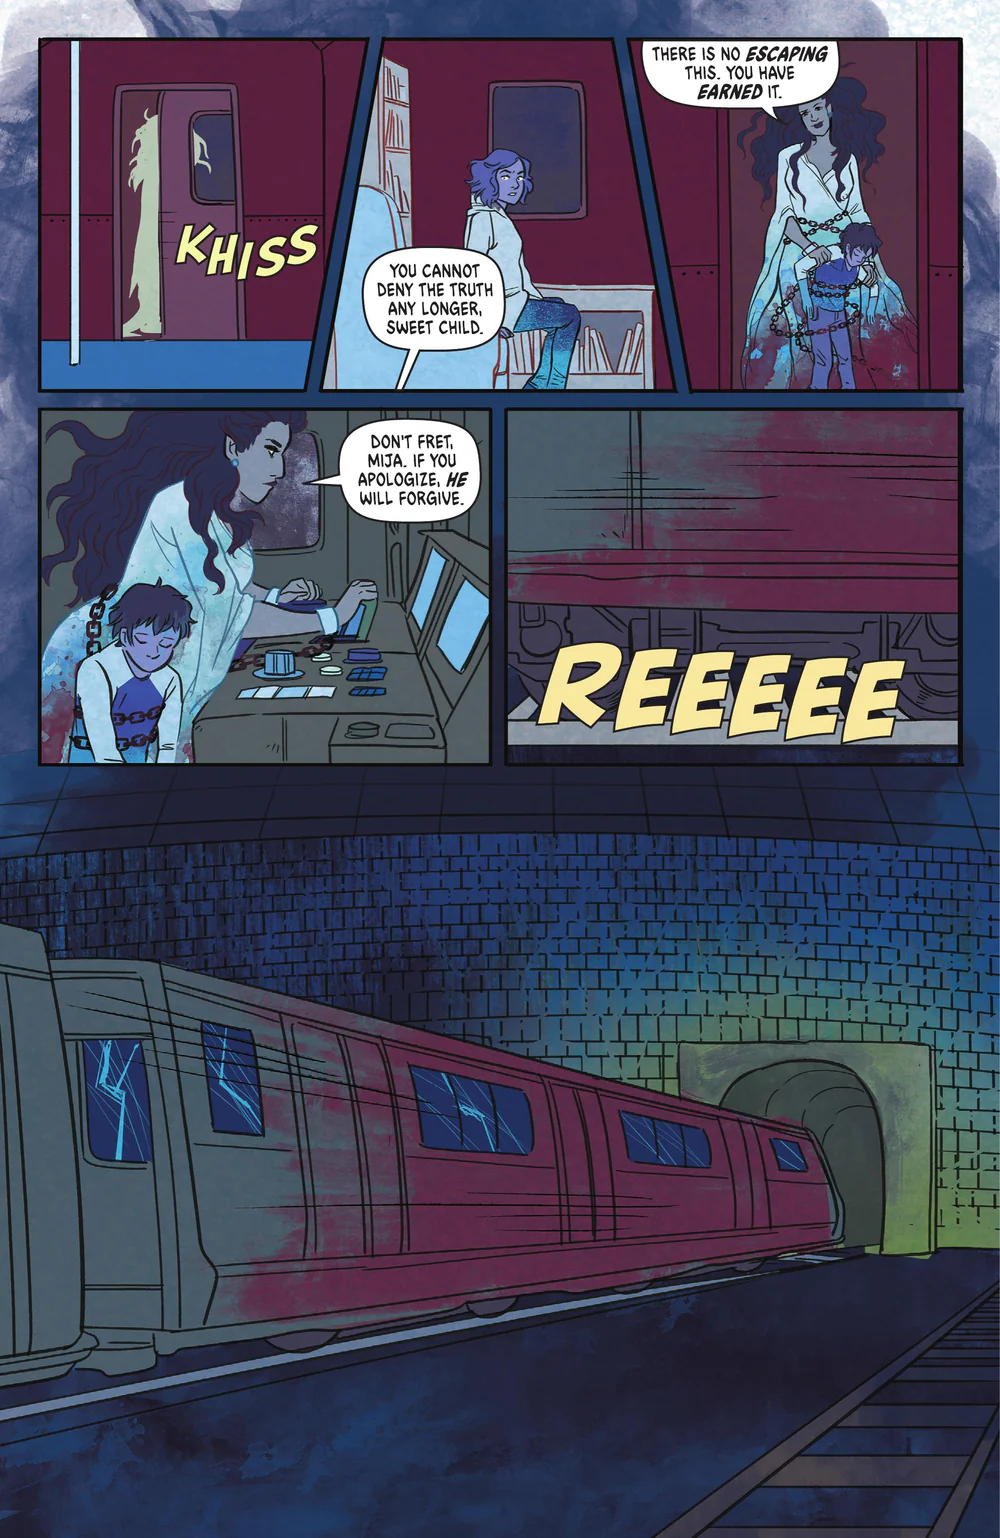 KHISS
YOU CANNOT
DENY THE TRUTH
ANY LONGER,
SWEET CHILD.
THERE IS NO ESCAPING
THIS. YOU HAVE
EARNED IT.
DON'T FRET,
MIJA. IF YOU
APOLOGIZE, HE
WILL FORGIVE.
REEEEE